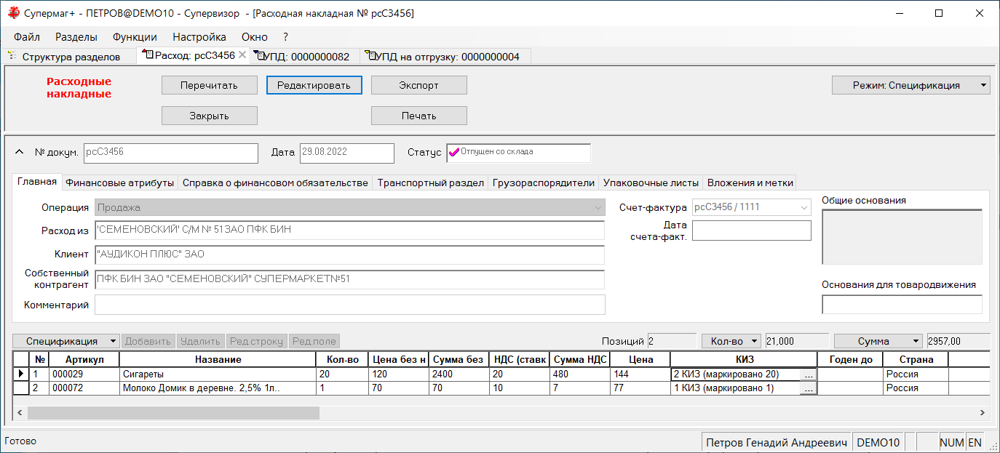 Супермаг+ - ПЕТРОВ@DEMO10 - Супервизор - [Расходная накладная № рсС3456]
Файл Разделы Функции Настройка Окно ?
Структура разделов Расход: рсС3456 УПД: 0000000082 УПД на отгрузку: 0000000004
Расходные
накладные
Перечитать Редактировать Экспорт Режим: Спецификация
Закрыть Печать
№ докум. рсС3456 Дата 29.08.2022 Статус Отпущен со склада
Главная Финансовые атрибуты Справка о финансовом обязательстве Транспортный раздел Грузораспорядители Упаковочные листы Вложения и метки
Операция Продажа Счет-фактура рсС3456 / 1111 Общие основания
Расход из "СЕМЕНОВСКИЙ" С/М № 51ЗАО ПФК БИН Дата
счета-факт.
Клиент "АУДИКОН ПЛЮС" ЗАО
Собственный
контрагент ПФК БИН ЗАО "СЕМЕНОВСКИЙ" СУПЕРМАРКЕТ№51 Основания для товародвижения
Комментарий
Спецификация Добавить Удалить Ред.строку Ред.поле Позиций 2 Кол-во 21,000 Сумма 2957,00
№ Артикул Название Кол-во Цена без н Сумма без НДС (ставк Сумма НДС Цена КИЗ Годен до Страна
1 000029 Сигареты 20 120 2400 20 480 144 2 КИЗ (маркировано 20) ... Россия
2 000072 Молоко Домик в деревне. 2,5% 1л.. 1 70 70 10 7 77 1 КИЗ (маркировано 1) ... Россия
Готово Петров Генадий Андреевич DEMO10 NUM EN